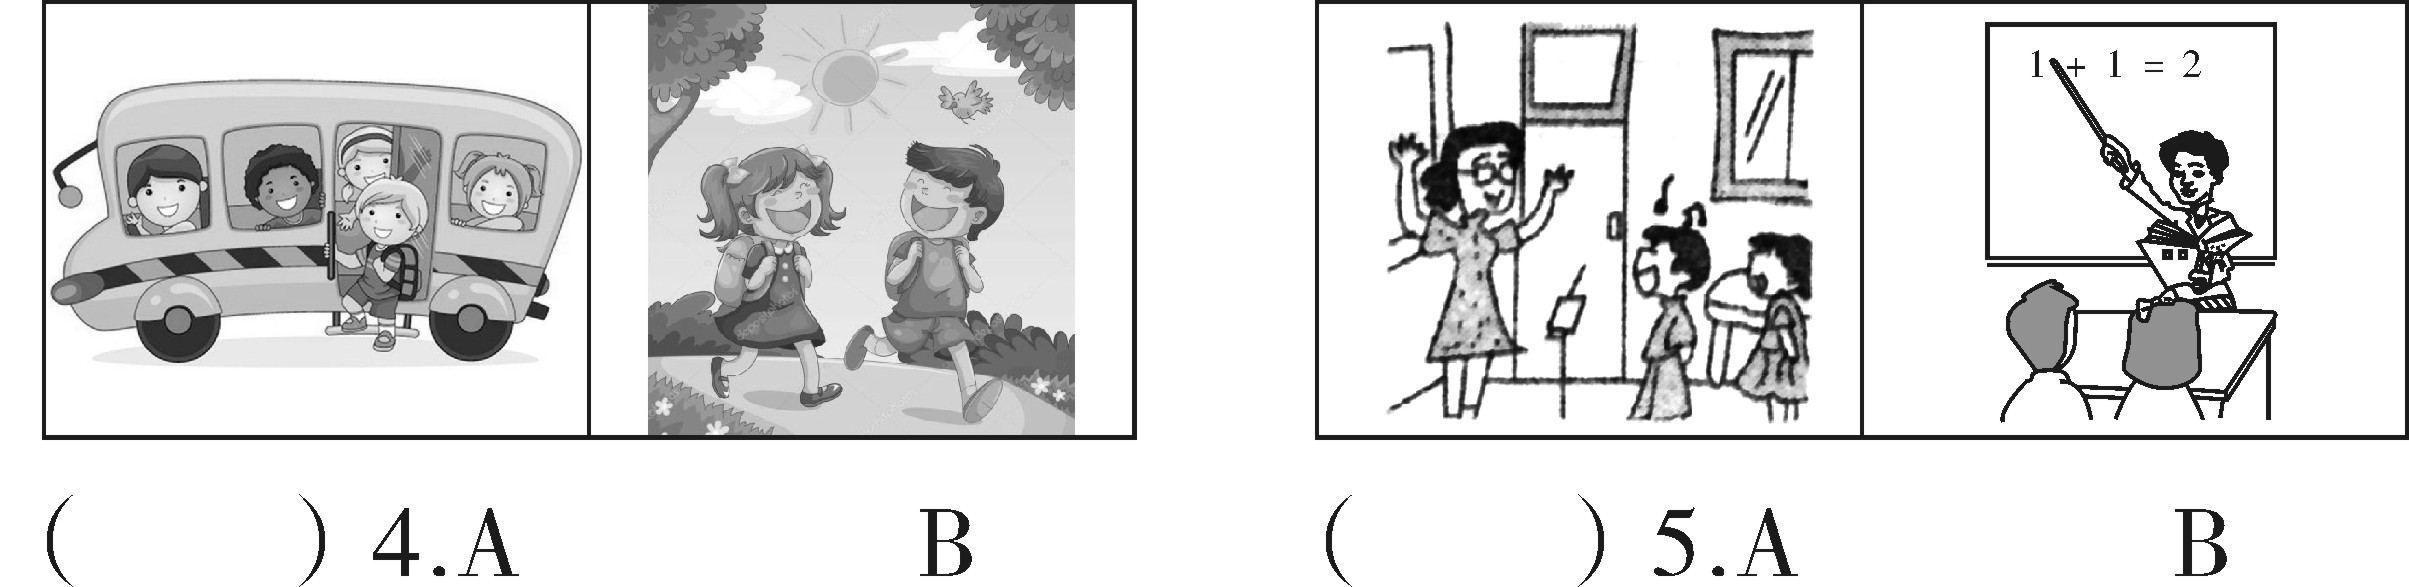 1 + 1 = 2
(    ) 4.A    B    (    ) 5.A    B